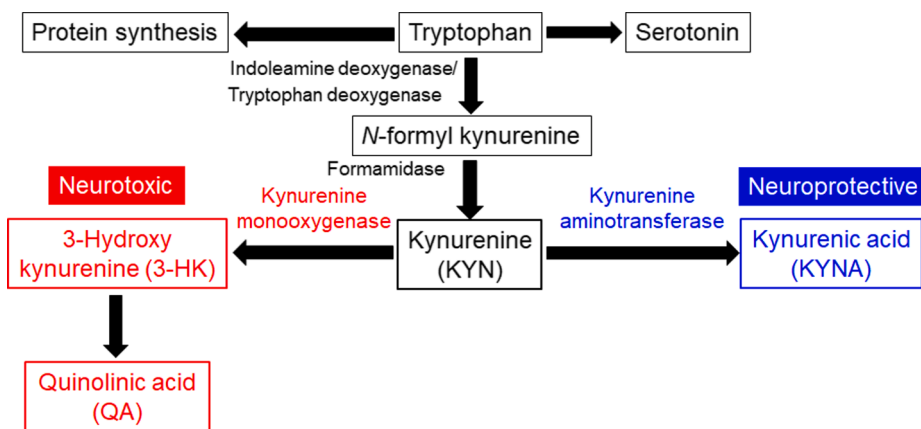 Protein synthesis
Tryptophan
Serotonin
Indoleamine deoxygenase/
Tryptophan deoxygenase
N-formyl kynurenine
Formamidase
Neurotoxic
Neuroprotective
Kynurenine
monooxygenase
Kynurenine
aminotransferase
3-Hydroxy
kynurenine (3-HK)
Kynurenine
(KYN)
Kynurenic acid
(KYNA)
Quinolinic acid
(QA)